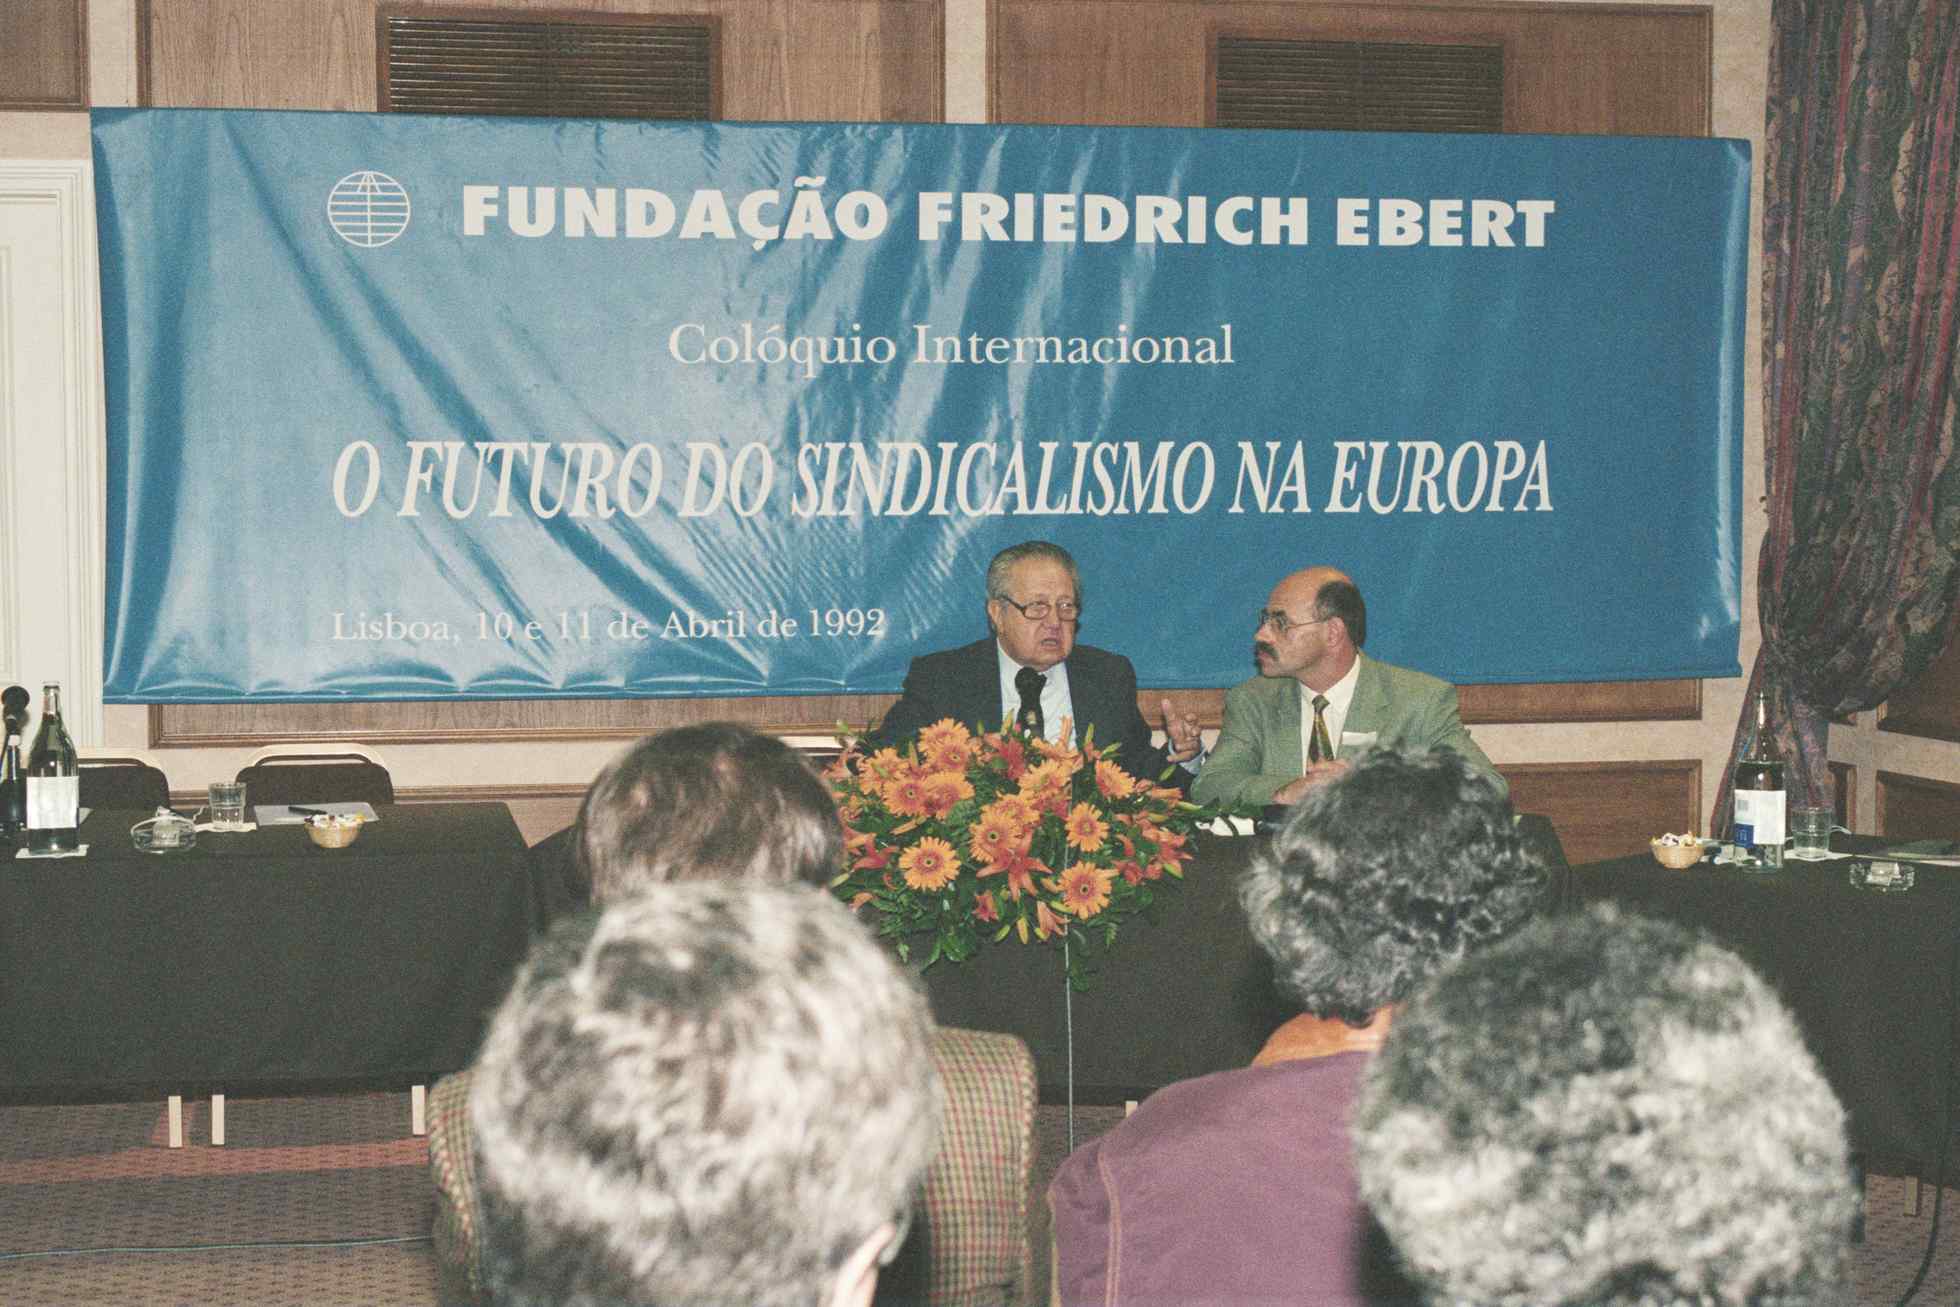 FUNDAÇÃO FRIEDRICH EBERT
Colóquio Internacional
O FUTURO DO SINDICALISMO NA EUROPA
Lisboa, 10 e 11 de Abril de 1992